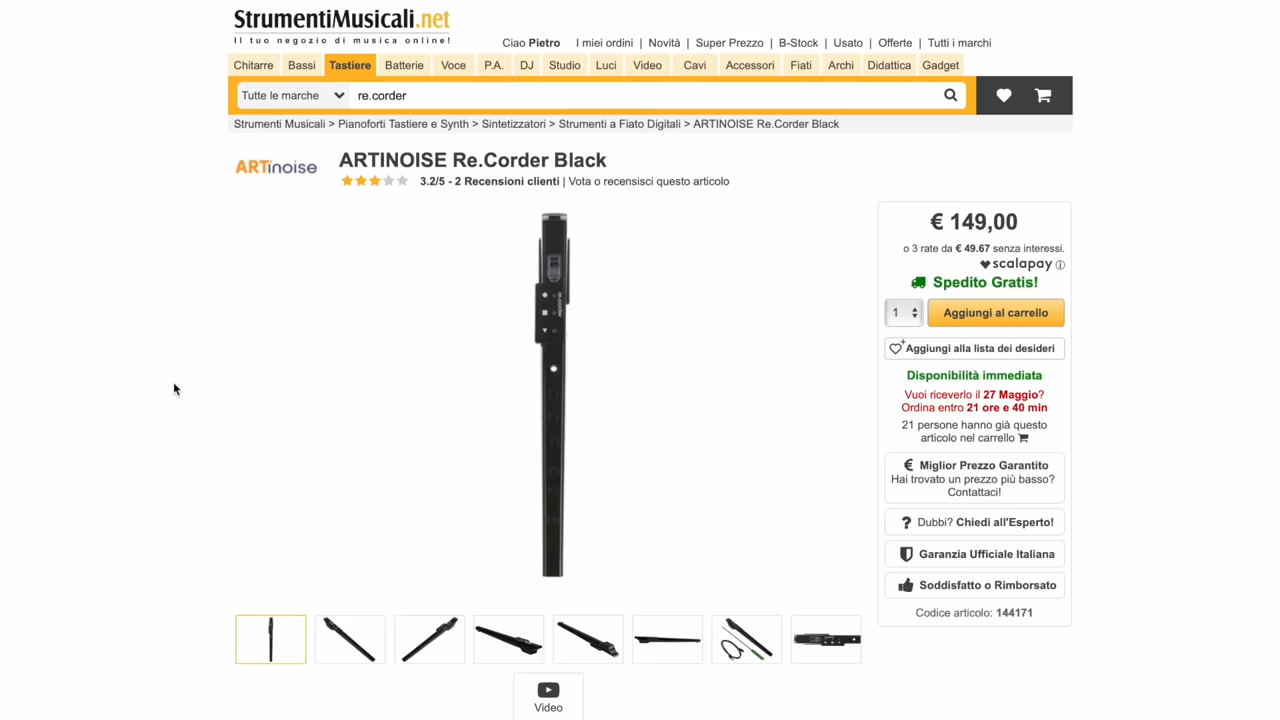 StrumentiMusicali.net
Il tuo negozio di musica online!
Ciao Pietro I miei ordini | Novità | Super Prezzo | B-Stock | Usato | Offerte | Tutti i marchi
Chitarre Bassi Tastiere Batterie Voce P.A. DJ Studio Luci Video Cavi Accessori Fiati Archi Didattica Gadget
Tutte le marche re.corder
Strumenti Musicali > Pianoforti Tastiere e Synth > Sintetizzatori > Strumenti a Fiato Digitali > ARTINOISE Re.Corder Black
ARTinoise
ARTINOISE Re.Corder Black
3.2/5 - 2 Recensioni clienti | Vota o recensisci questo articolo
€ 149,00
o 3 rate da € 49.67 senza interessi.
scalapay
Spedito Gratis!
1 Aggiungi al carrello
Aggiungi alla lista dei desideri
Disponibilità immediata
Vuoi riceverlo il 27 Maggio?
Ordina entro 21 ore e 40 min
21 persone hanno già questo
articolo nel carrello
€ Miglior Prezzo Garantito
Hai trovato un prezzo più basso?
Contattaci!
? Dubbi? Chiedi all'Esperto!
Garanzia Ufficiale Italiana
Soddisfatto o Rimborsato
Codice articolo: 144171
Video